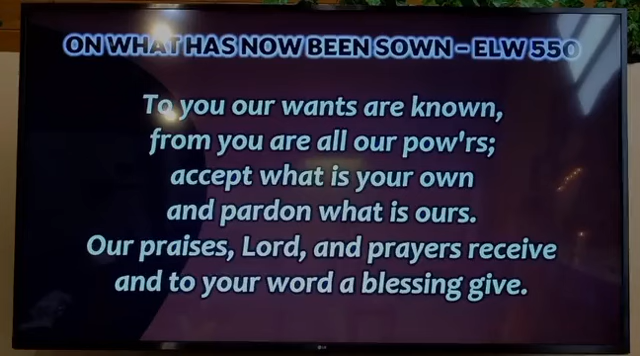 ON WHAT HAS NOW BEEN SOWN – ELW 550
To you our wants are known,
from you are all our pow'rs;
accept what is your own
and pardon what is ours.
Our praises, Lord, and prayers receive
and to your word a blessing give.
LG